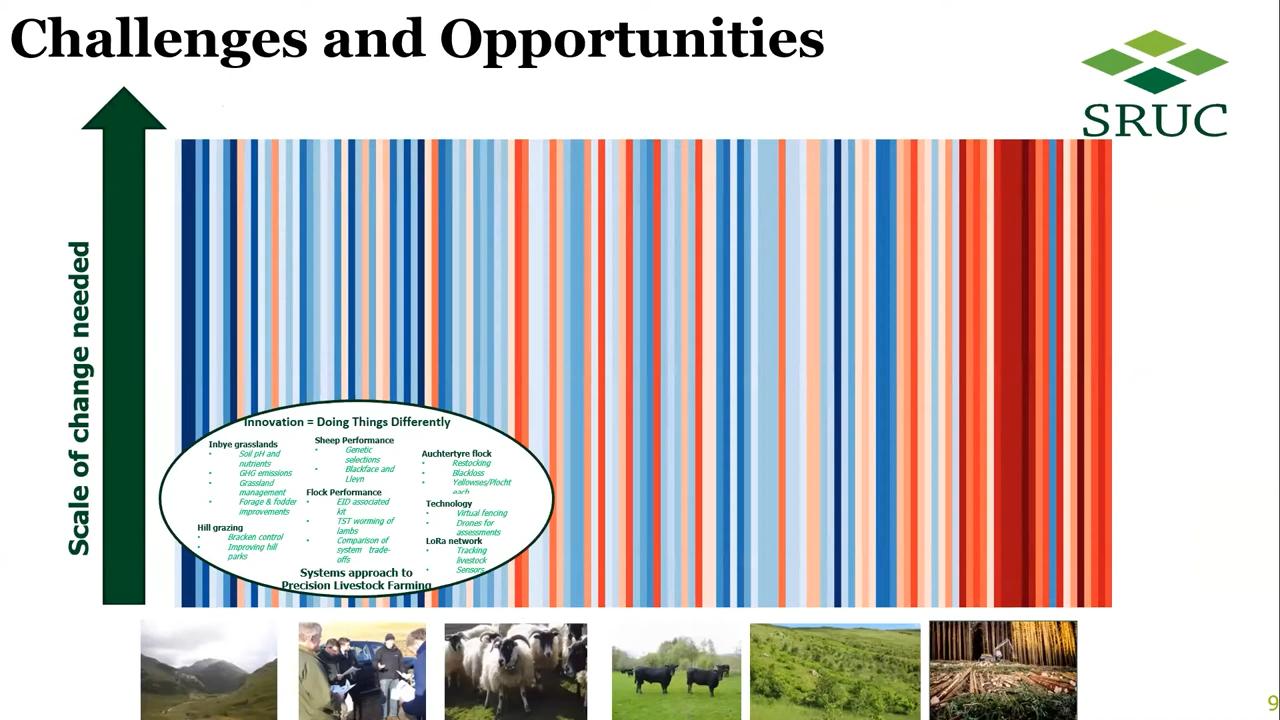 Challenges and Opportunities
SRUC
Scale of change needed
Innovation = Doing Things Differently
Inbye grasslands
• Soil pH and
nutrients
• GHG emissions
• Grassland
management
• Forage & fodder
improvements
Hill grazing
• Bracken control
• Improving hill
parks
Sheep Performance
• Genetic
selections
• Blackface and
Lleyn
Flock Performance
• EID associated
kit
• TST worming of
lambs
• Comparison of
system trade-
offs
Auchtertyre flock
• Restocking
• Blackloss
• Yellowses/Plocht
each
Technology
• Virtual fencing
• Drones for
assessments
LoRa network
• Tracking
livestock
• Sensors
Systems approach to
Precision Livestock Farming
9